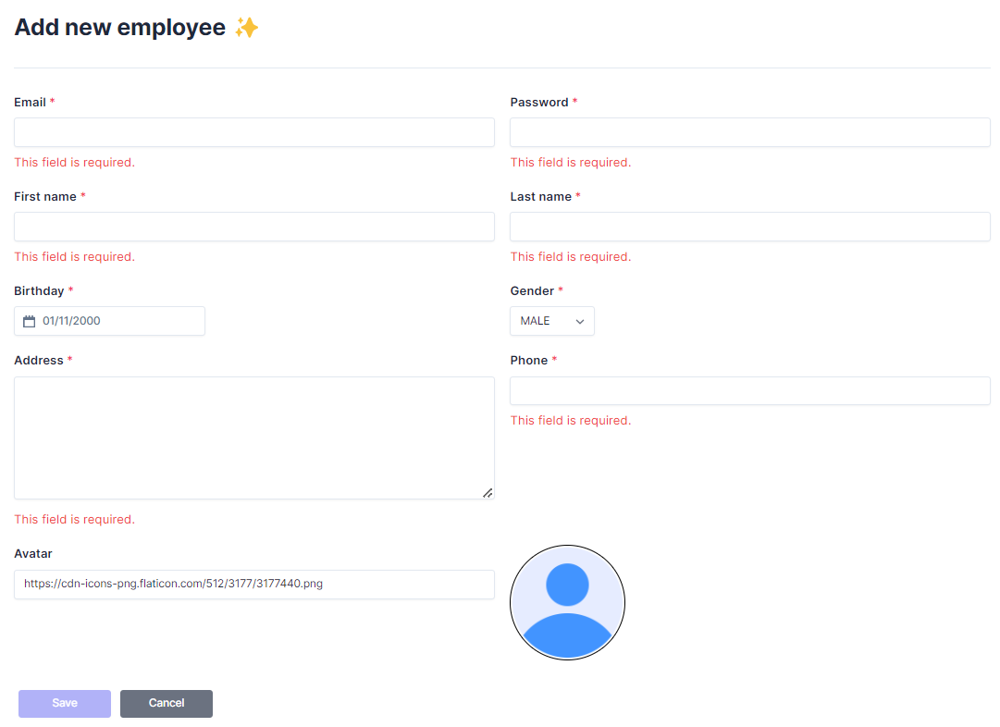 Add new employee ✨
Email *
Password *
This field is required.
This field is required.
First name *
Last name *
This field is required.
This field is required.
Birthday *
Gender *
01/11/2000
MALE
Address *
Phone *
This field is required.
This field is required.
Avatar
https://cdn-icons-png.flaticon.com/512/3177/3177440.png
Save
Cancel